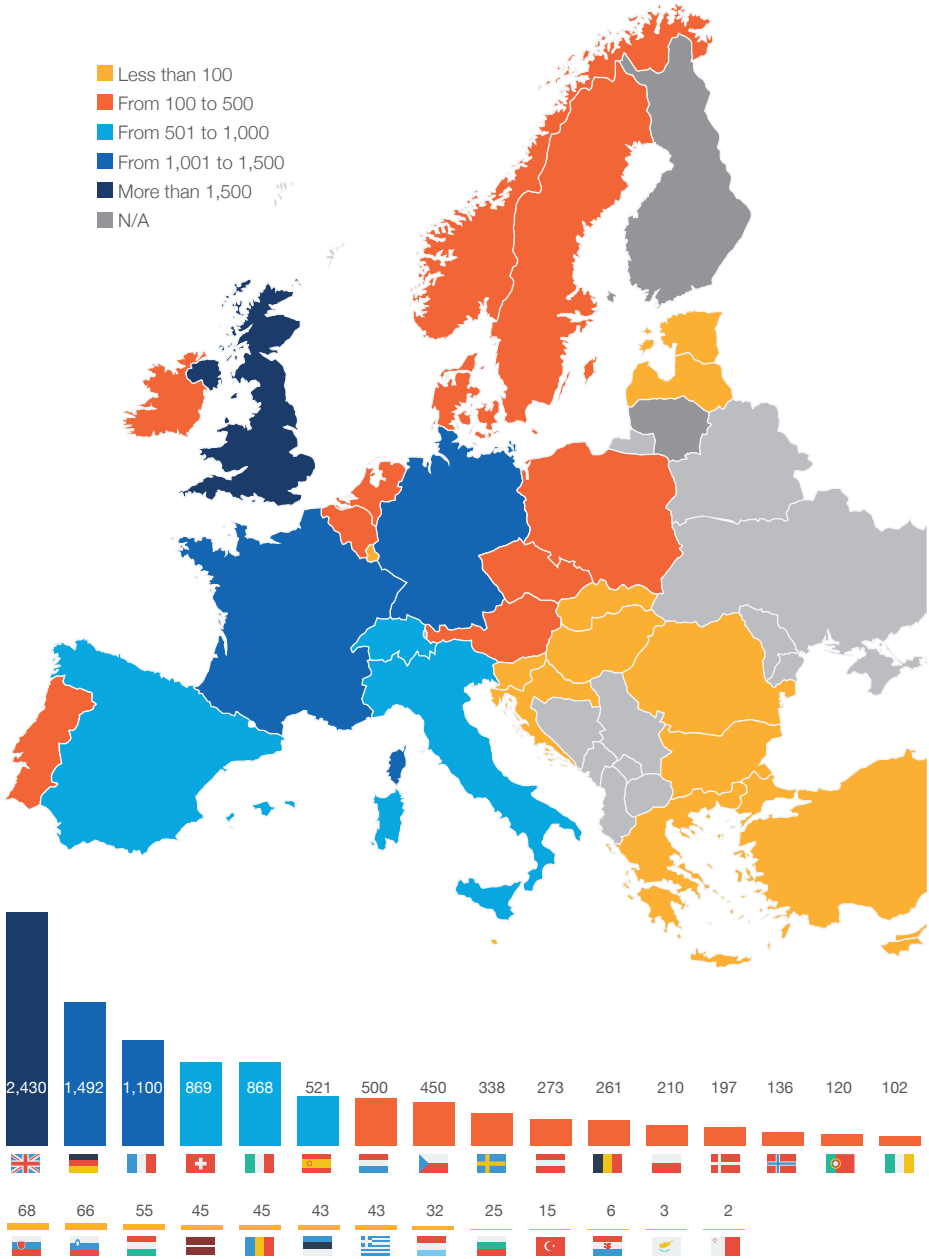 Less than 100
From 100 to 500
From 501 to 1,000
From 1,001 to 1,500
More than 1,500
N/A
2,430 1,492 1,100 869 868 521 500 450 338 273 261 210 197 136 120 102
68 66 55 45 45 43 43 32 25 15 6 3 2